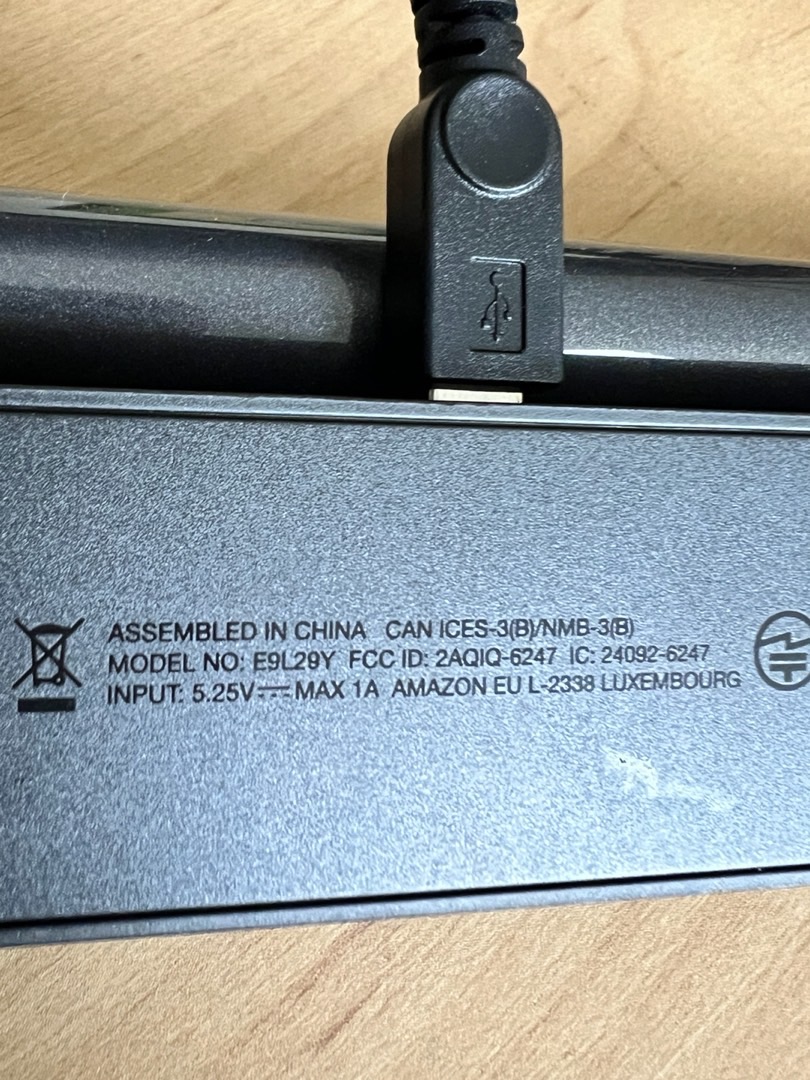 ASSEMBLED IN CHINA CAN ICES-3(B)/NMB-3(B)
MODEL NO: E9L29Y FCC ID: 2AQIQ-6247 IC: 24092-6247
INPUT: 5.25V⎓MAX 1A AMAZON EU L-2338 LUXEMBOURG